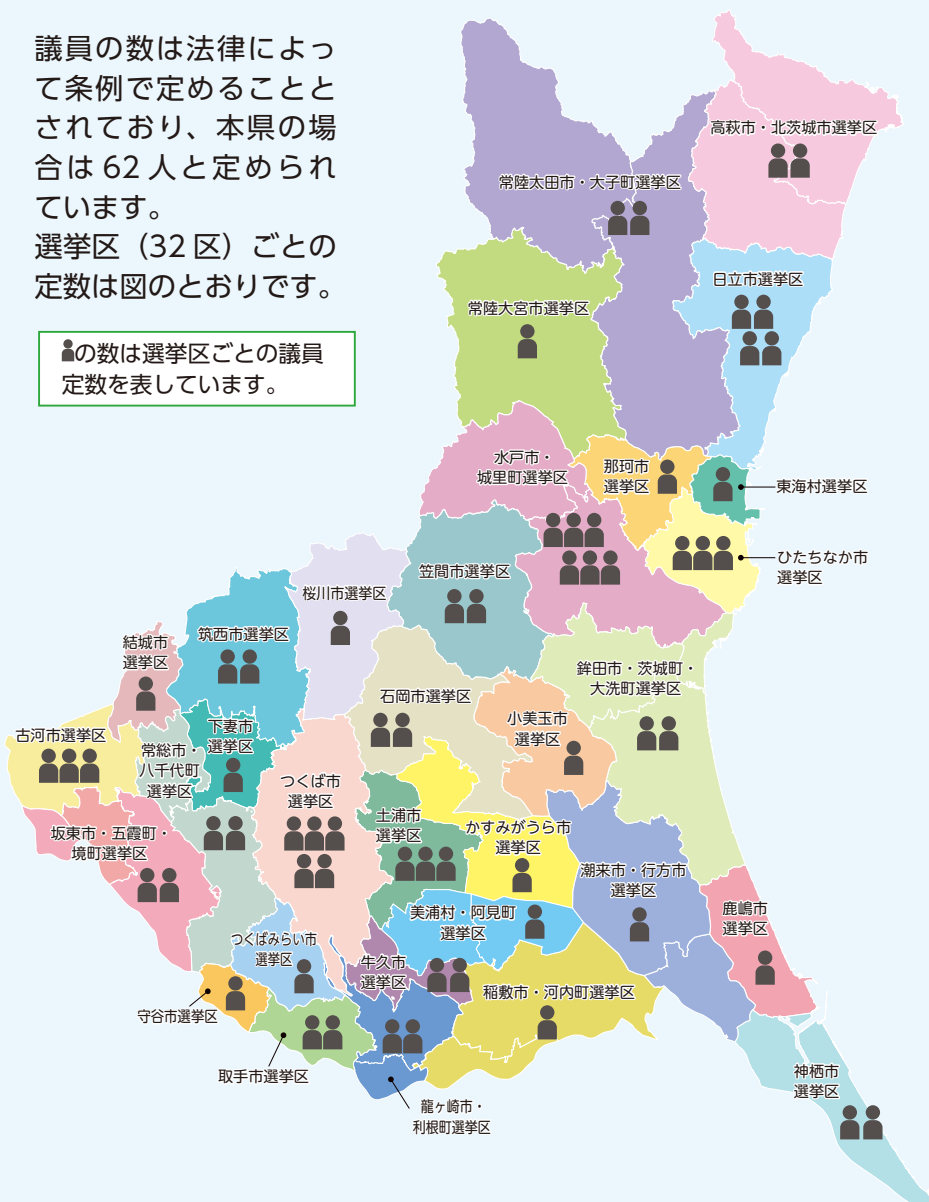 議員の数は法律によっ
て条例で定めることと
されており、本県の場
合は62人と定められ
ています。
選挙区（32区）ごとの
定数は図のとおりです。
の数は選挙区ごとの議員
定数を表しています。
高萩市・北茨城市選挙区
常陸太田市・大子町選挙区
日立市選挙区
常陸大宮市選挙区
水戸市・
城里町選挙区
那珂市
選挙区
東海村選挙区
ひたちなか市
選挙区
笠間市選挙区
桜川市選挙区
筑西市選挙区
結城市
選挙区
鉾田市・茨城町・
大洗町選挙区
石岡市選挙区
小美玉市
選挙区
下妻市
選挙区
古河市選挙区
常総市・
八千代町
選挙区
つくば市
選挙区
土浦市
選挙区
かすみがうら市
選挙区
坂東市・五霞町・
境町選挙区
潮来市・行方市
選挙区
鹿嶋市
選挙区
美浦村・阿見町
選挙区
つくばみらい市
選挙区
牛久市
選挙区
稲敷市・河内町選挙区
守谷市選挙区
取手市選挙区
神栖市
選挙区
龍ヶ崎市・
利根町選挙区